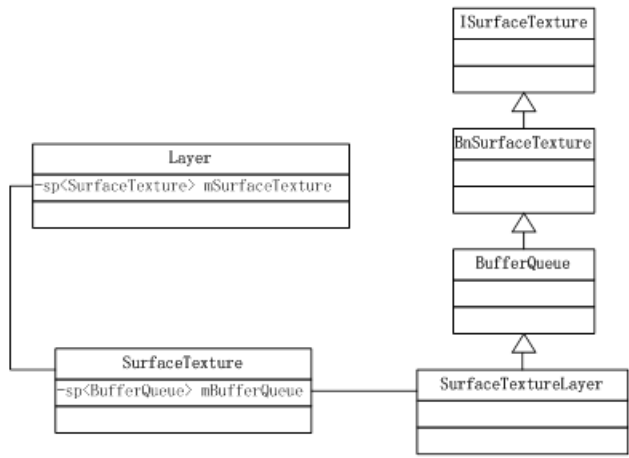 ISurfaceTexture
BnSurfaceTexture
Layer
-sp<SurfaceTexture> mSurfaceTexture
BufferQueue
SurfaceTexture
-sp<BufferQueue> mBufferQueue
SurfaceTextureLayer